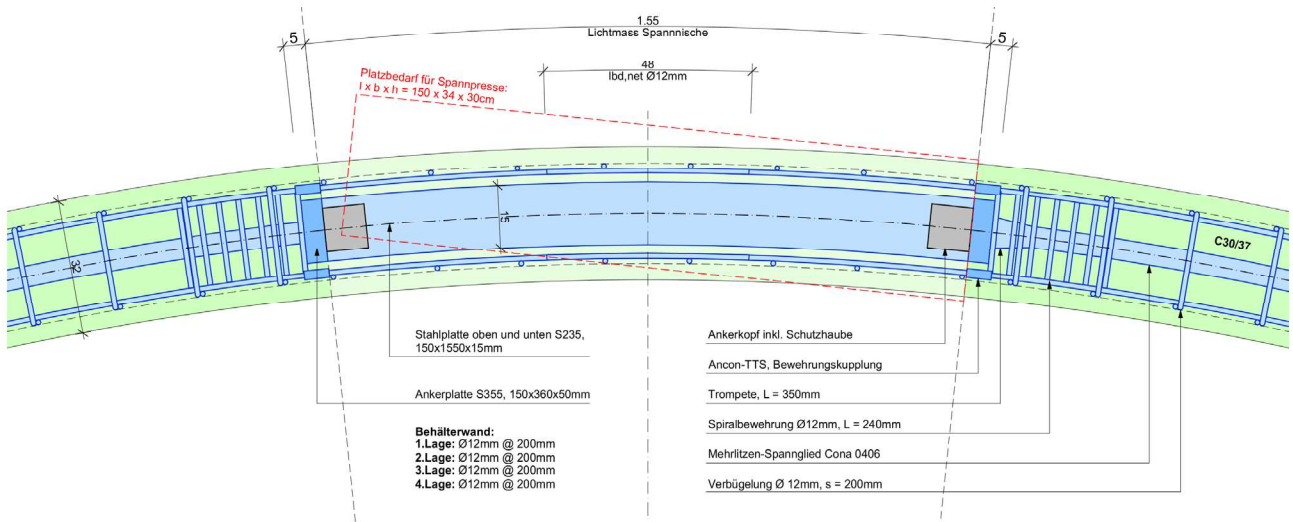 1.55
Lichtmass Spannnische
5
5
48
lbd,net Ø12mm
Platzbedarf für Spannpresse:
l x b x h = 150 x 34 x 30cm
15
32
C30/37
Stahlplatte oben und unten S235,
150x1550x15mm
Ankerplatte S355, 150x360x50mm
Behälterwand:
1.Lage: Ø12mm @ 200mm
2.Lage: Ø12mm @ 200mm
3.Lage: Ø12mm @ 200mm
4.Lage: Ø12mm @ 200mm
Ankerkopf inkl. Schutzhaube
Ancon-TTS, Bewehrungskupplung
Trompete, L = 350mm
Spiralbewehrung Ø12mm, L = 240mm
Mehrlitzen-Spannglied Cona 0406
Verbügelung Ø 12mm, s = 200mm